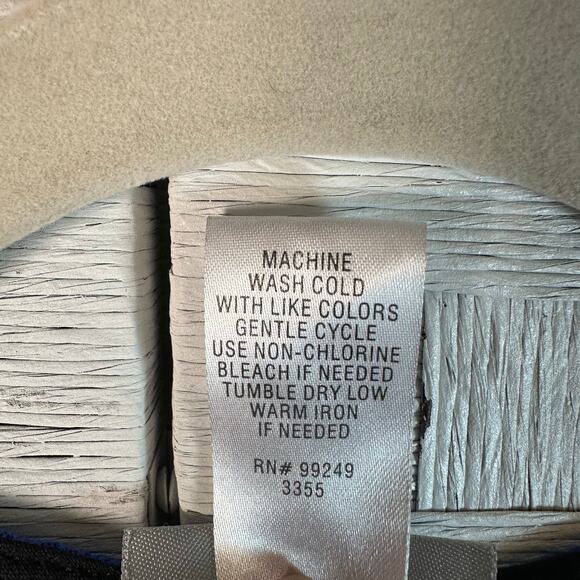 MACHINE
WASH COLD
WITH LIKE COLORS
GENTLE CYCLE
USE NON-CHLORINE
BLEACH IF NEEDED
TUMBLE DRY LOW
WARM IRON
IF NEEDED
RN# 99249
3355